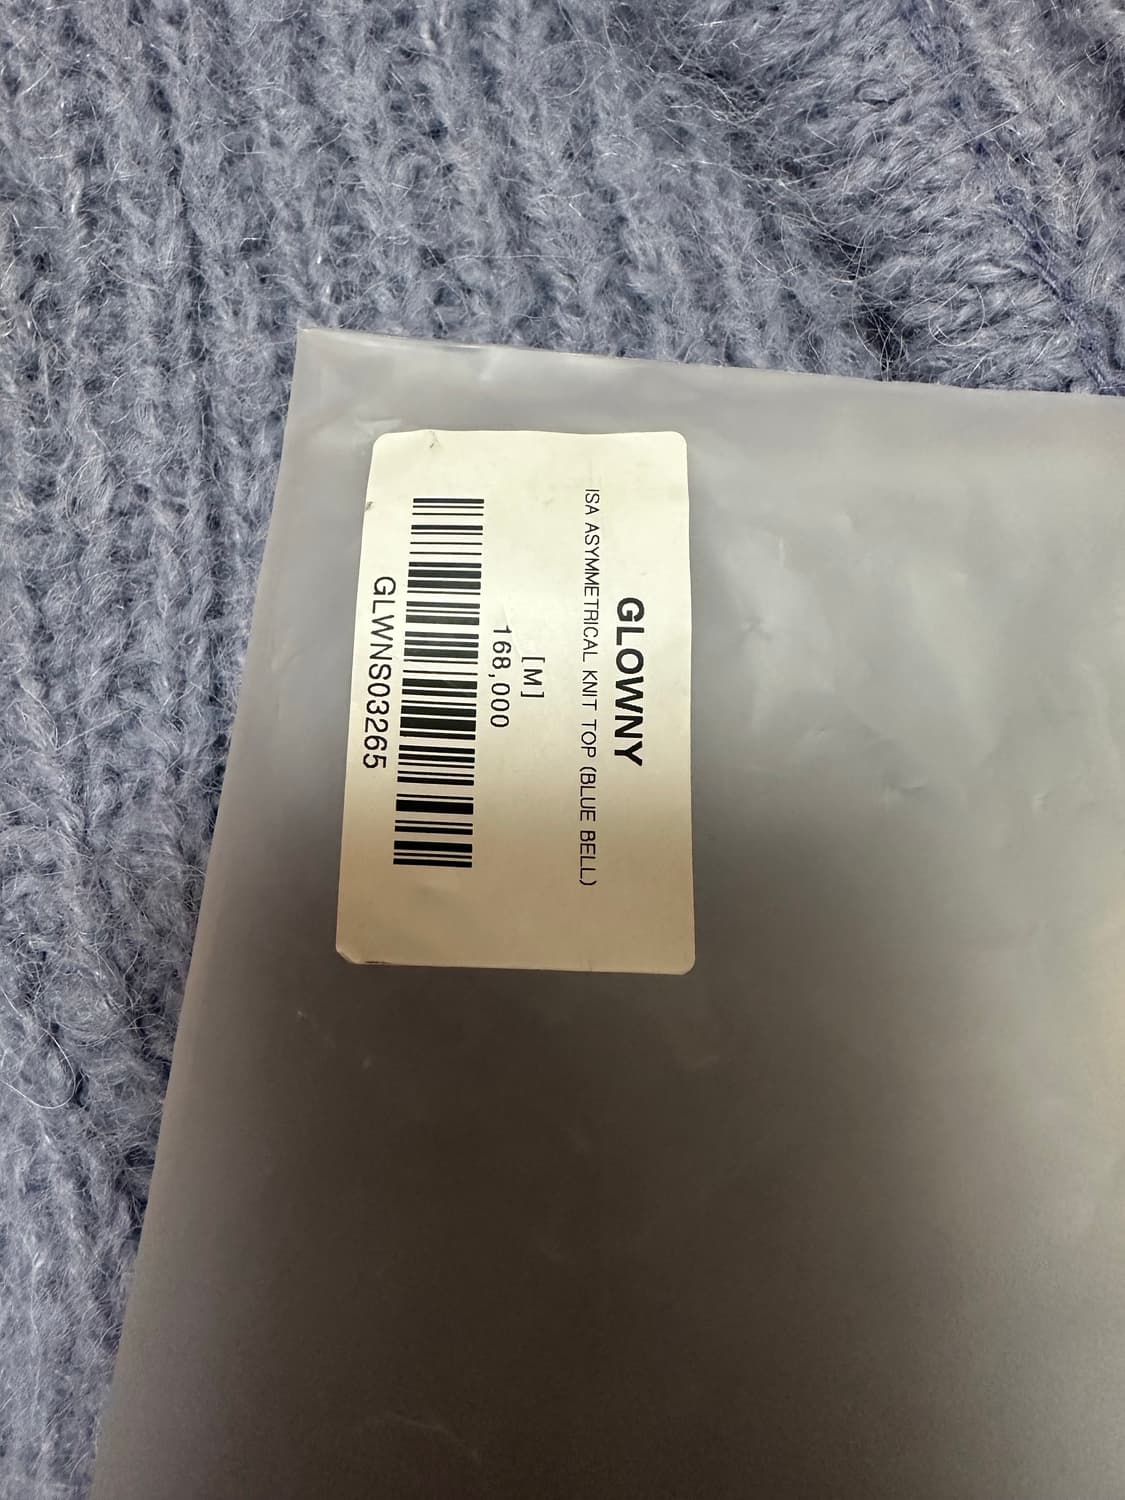 GLOWNY
ISA ASYMMETRICAL KNIT TOP (BLUE BELL)
[M]
168,000
GLWNS03265